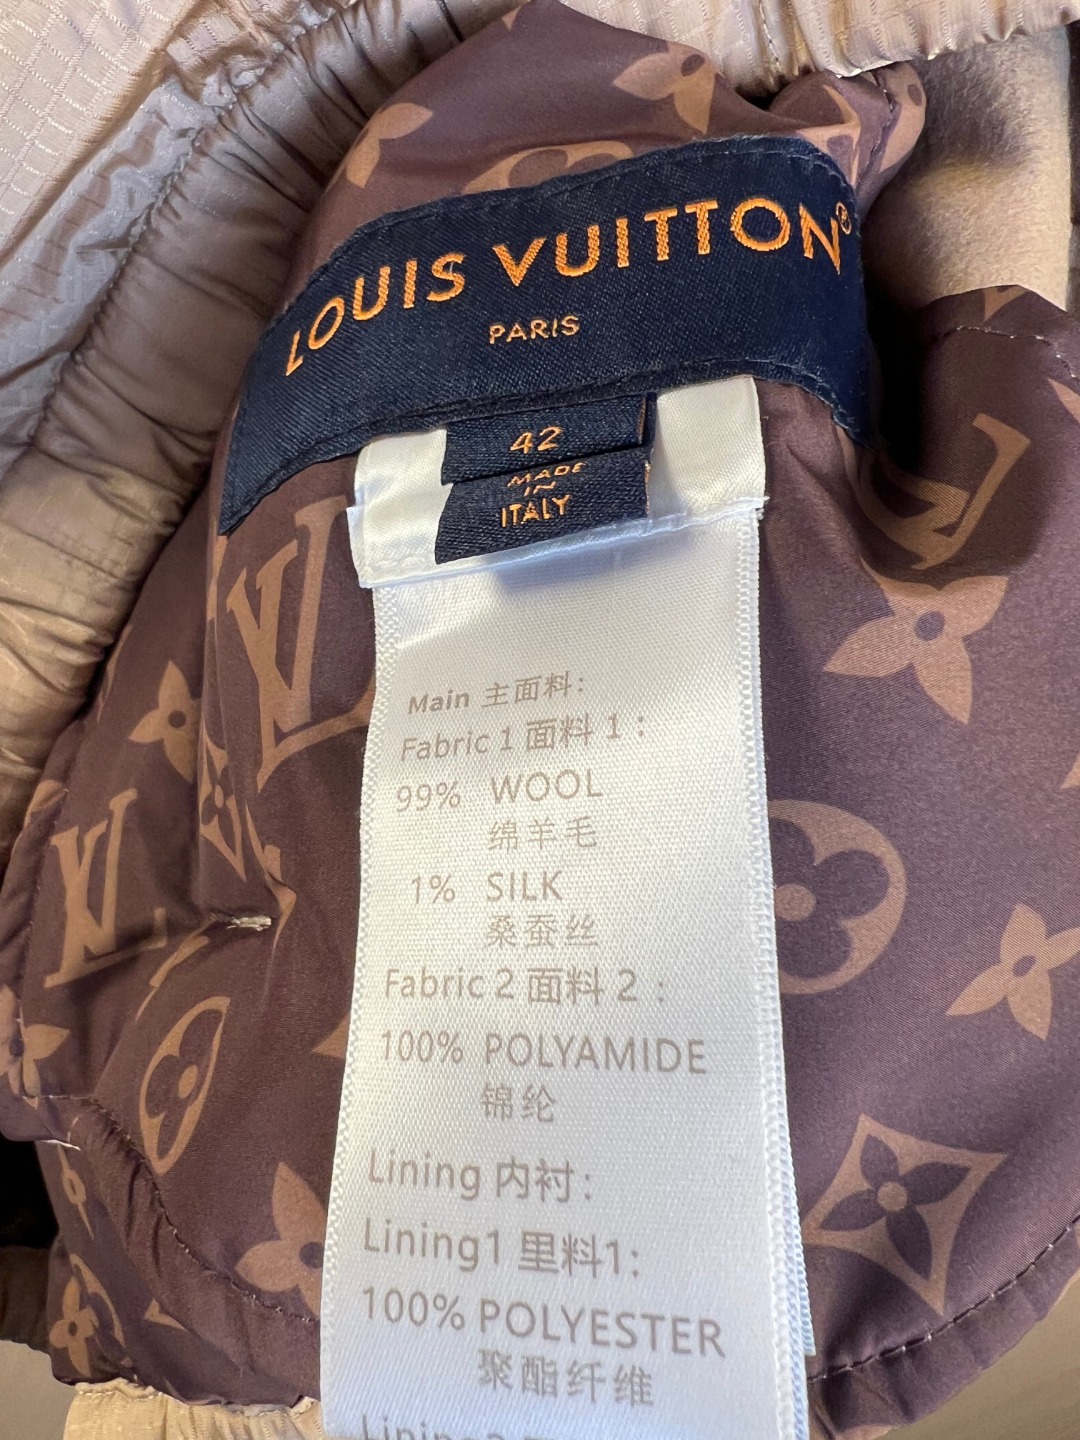 LOUIS VUITTON®
PARIS
42
MADE
IN
ITALY
Main 主面料:
Fabric 1 面料 1 :
99% WOOL
绵羊毛
1% SILK
桑蚕丝
Fabric 2 面料 2 :
100% POLYAMIDE
锦纶
Lining 内衬:
Lining1 里料1:
100% POLYESTER
聚酯纤维